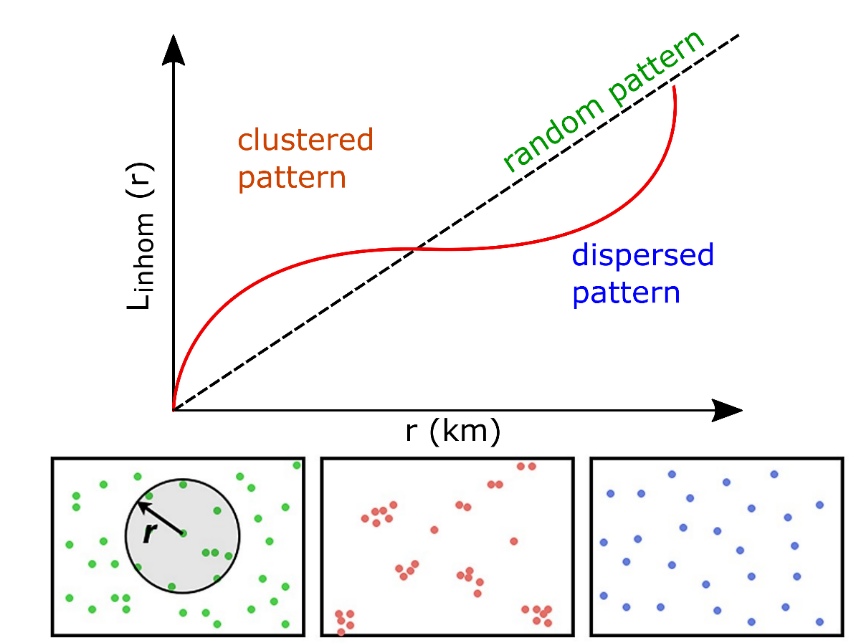 random pattern
clustered
pattern
Linhom (r)
dispersed
pattern
r (km)
r